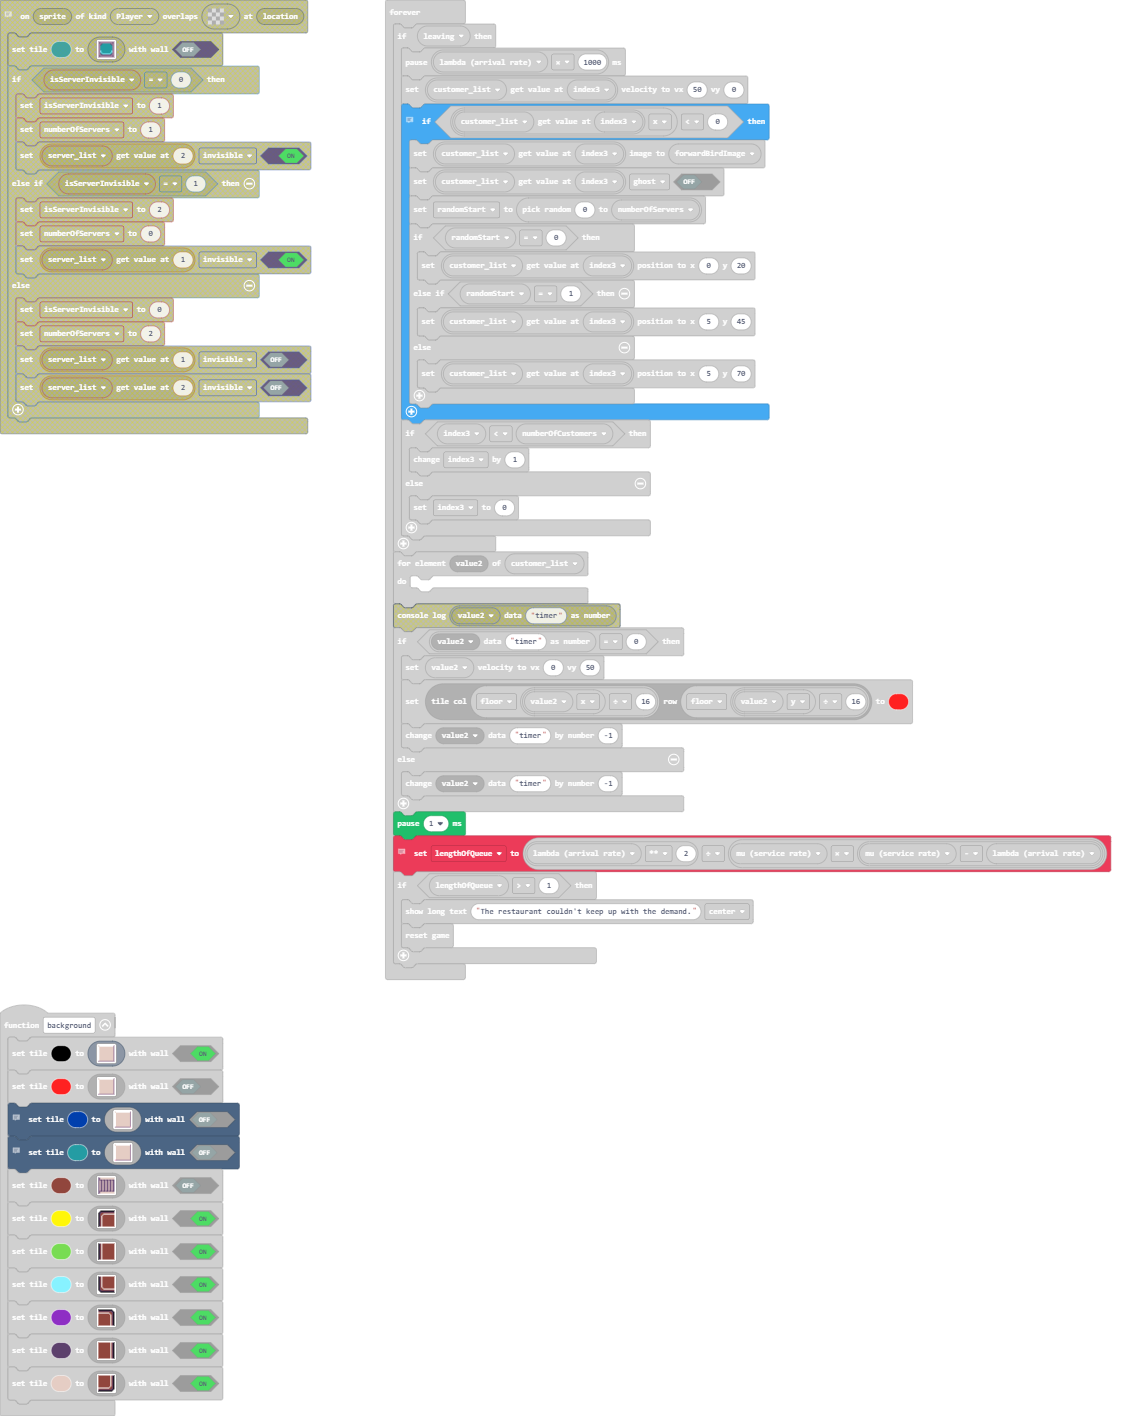 on sprite of kind Player overlaps at location
set tile to with wall OFF
if isServerInvisible = 0 then
set isServerInvisible to 1
set numberOfServers to 1
set server_list get value at 2 invisible ON
else if isServerInvisible = 1 then
set isServerInvisible to 2
set numberOfServers to 0
set server_list get value at 1 invisible ON
else
set isServerInvisible to 0
set numberOfServers to 2
set server_list get value at 1 invisible OFF
set server_list get value at 2 invisible OFF
forever
if leaving then
pause lambda (arrival rate) × 1000 ms
set customer_list get value at index3 velocity to vx 50 vy 0
if customer_list get value at index3 x < 0 then
set customer_list get value at index3 image to forwardBirdImage
set customer_list get value at index3 ghost OFF
set randomStart to pick random 0 to numberOfServers
if randomStart = 0 then
set customer_list get value at index3 position to x 0 y 20
else if randomStart = 1 then
set customer_list get value at index3 position to x 5 y 45
else
set customer_list get value at index3 position to x 5 y 70
if index3 < numberOfCustomers then
change index3 by 1
else
set index3 to 0
for element value2 of customer_list
do
console log value2 data "timer" as number
if value2 data "timer" as number = 0 then
set value2 velocity to vx 0 vy 50
set tile col floor value2 x ÷ 16 row floor value2 y ÷ 16 to
change value2 data "timer" by number -1
else
change value2 data "timer" by number -1
pause 1 ms
set lengthOfQueue to lambda (arrival rate) ** 2 ÷ mu (service rate) × mu (service rate) - lambda (arrival rate)
if lengthOfQueue > 1 then
show long text "The restaurant couldn't keep up with the demand." center
reset game
function background
set tile to with wall ON
set tile to with wall OFF
set tile to with wall OFF
set tile to with wall OFF
set tile to with wall OFF
set tile to with wall ON
set tile to with wall ON
set tile to with wall ON
set tile to with wall ON
set tile to with wall ON
set tile to with wall ON